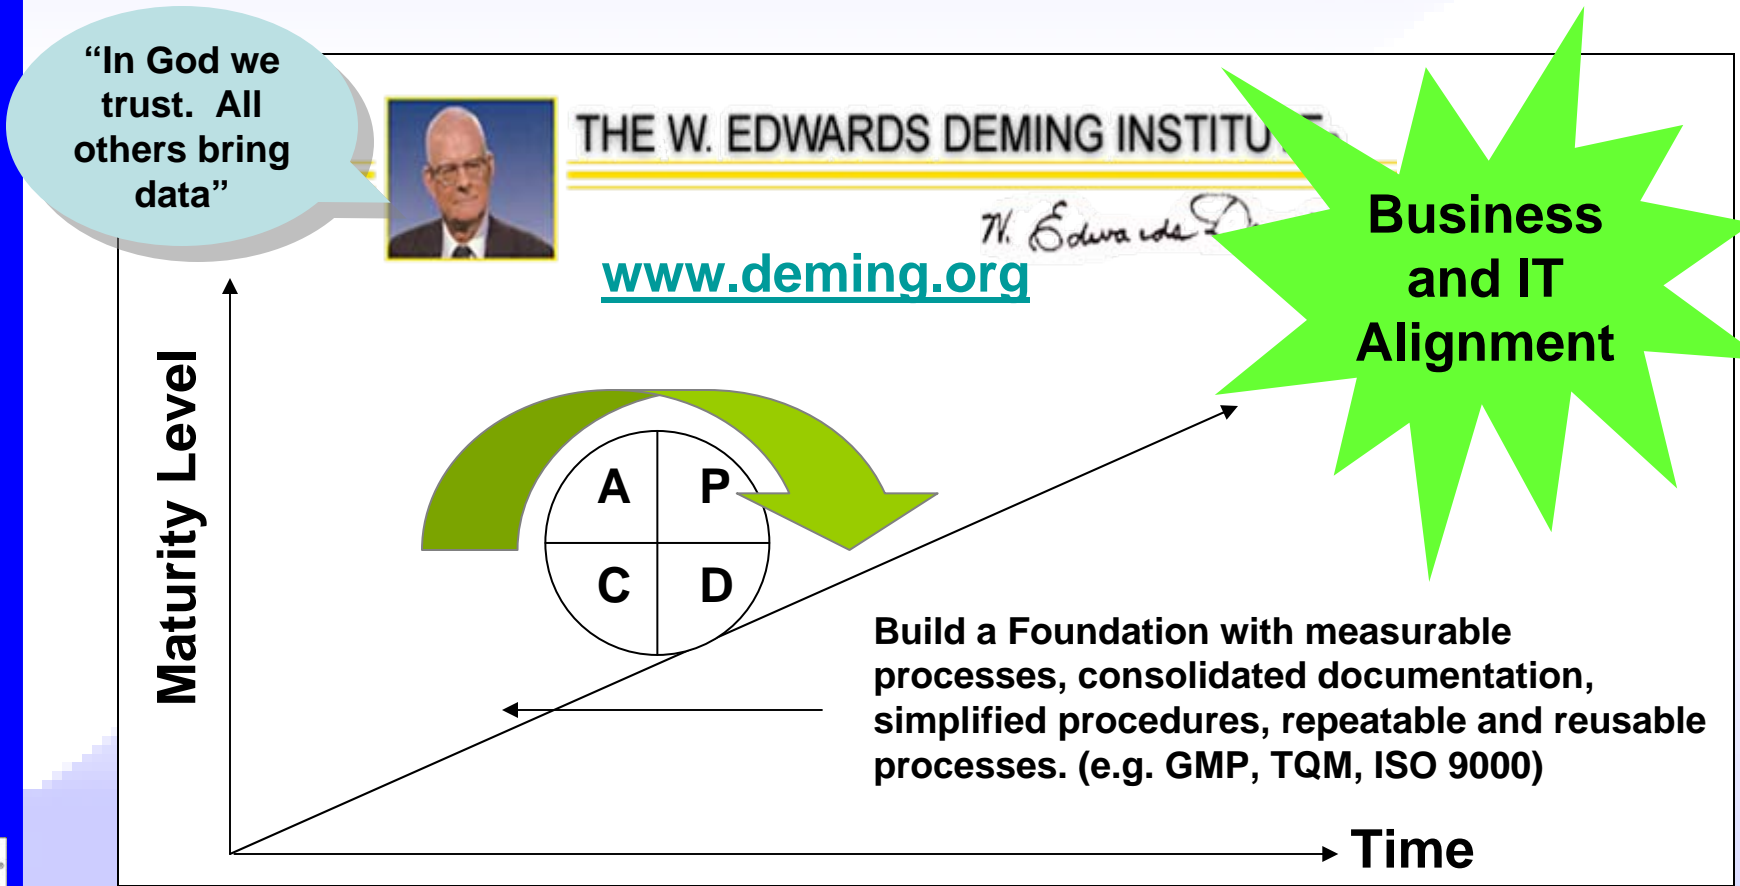 “In God we
trust.  All
others bring
data”
THE W. EDWARDS DEMING
W. Edwards
www.deming.org
Business
and IT
Alignment
Maturity Level
A P
C D
Build a Foundation with measurable
processes, consolidated documentation,
simplified procedures, repeatable and reusable
processes. (e.g. GMP, TQM, ISO 9000)
Time